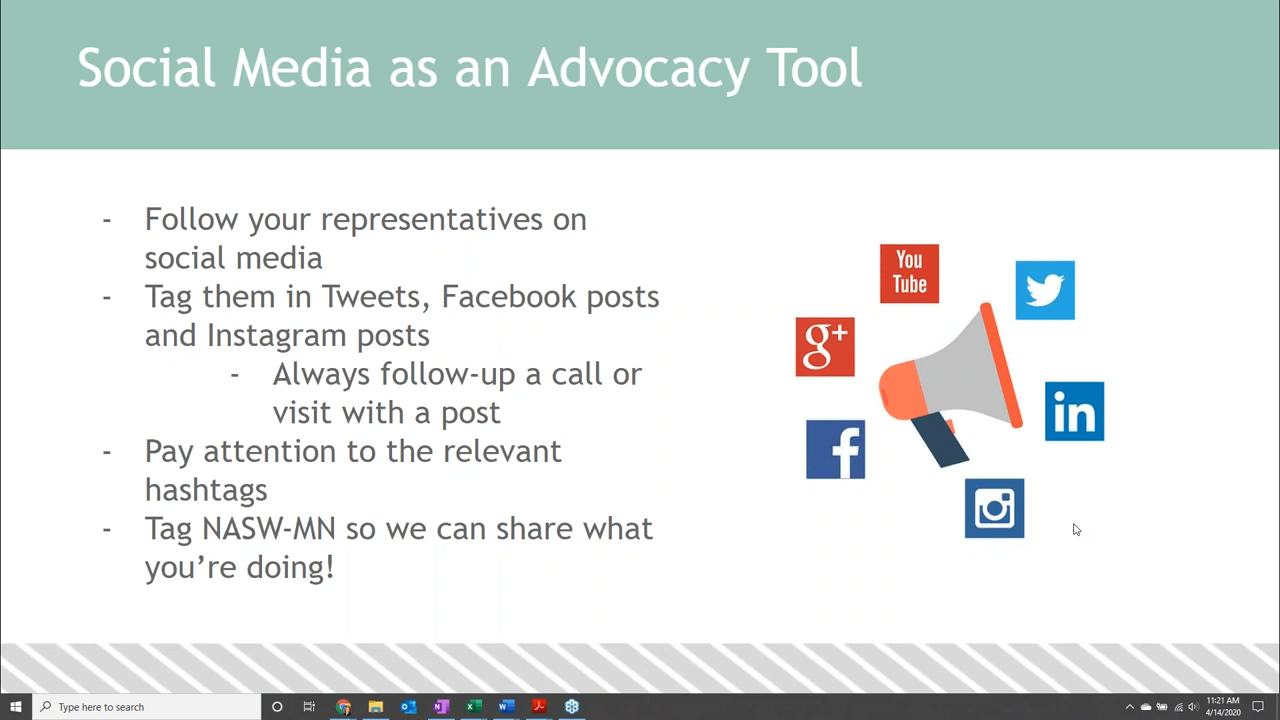 Social Media as an Advocacy Tool
- Follow your representatives on
social media
- Tag them in Tweets, Facebook posts
and Instagram posts
- Always follow-up a call or
visit with a post
- Pay attention to the relevant
hashtags
- Tag NASW-MN so we can share what
you’re doing!
You
Tube
g+
f
in
Type here to search
11:21 AM
4/14/2020